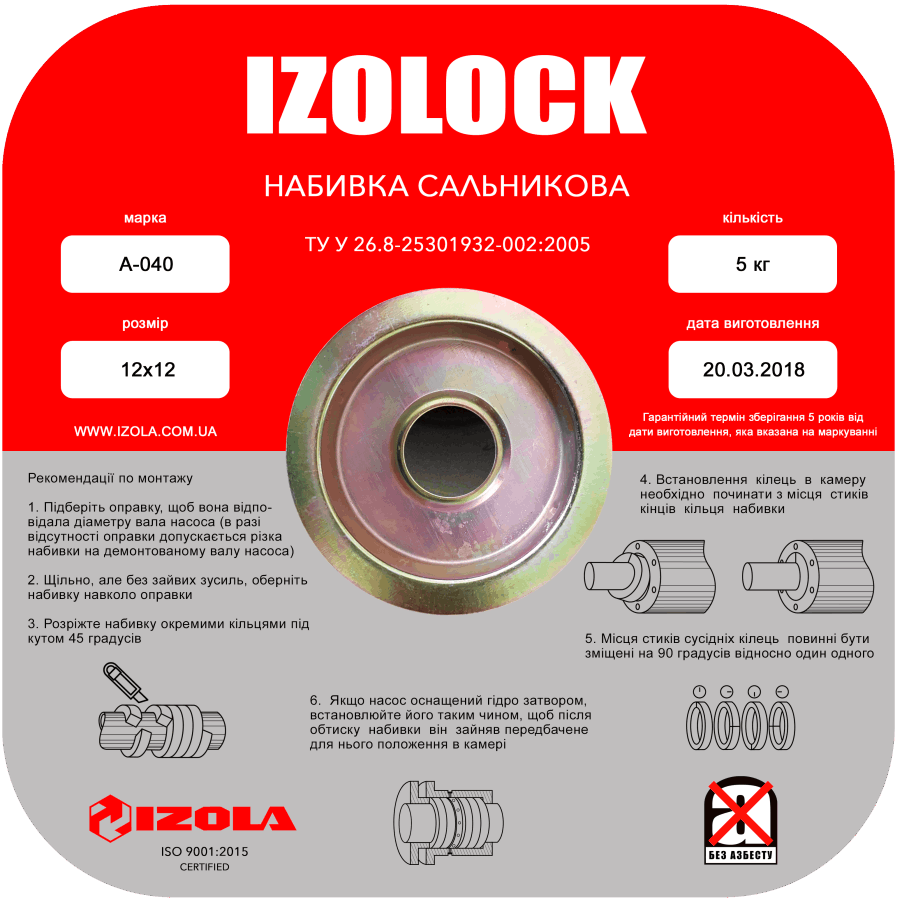 IZOLOCK
НАБИВКА САЛЬНИКОВА
ТУ У 26.8-25301932-002:2005
марка
А-040
розмір
12х12
WWW.IZOLA.COM.UA
кількість
5 кг
дата виготовлення
20.03.2018
Гарантійний термін зберігання 5 років від
дати виготовлення, яка вказана на маркуванні
Рекомендації по монтажу
1. Підберіть оправку, щоб вона відпо-
відала діаметру вала насоса (в разі
відсутності оправки допускається різка
набивки на демонтованому валу насоса)
2. Щільно, але без зайвих зусиль, оберніть
набивку навколо оправки
3. Розріжте набивку окремими кільцями під
кутом 45 градусів
4. Встановлення кілець в камеру
необхідно починати з місця стиків
кінців кільця набивки
5. Місця стиків сусідніх кілець повинні бути
зміщені на 90 градусів відносно один одного
6. Якщо насос оснащений гідро затвором,
встановлюйте його таким чином, щоб після
обтиску набивки він зайняв передбачене
для нього положення в камері
IZOLA
ISO 9001:2015
CERTIFIED
а
БЕЗ АЗБЕСТУ